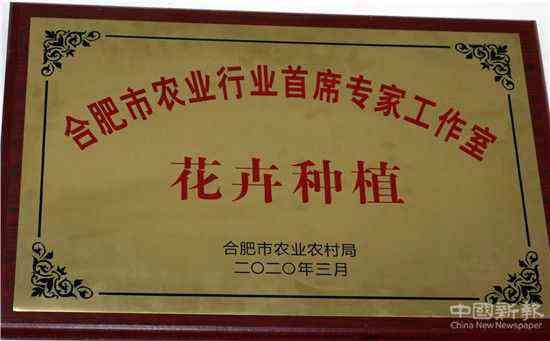 合肥市农业行业首席专家工作室
花卉种植
合肥市农业农村局
二〇二〇年三月
中國新報
China New Newspaper